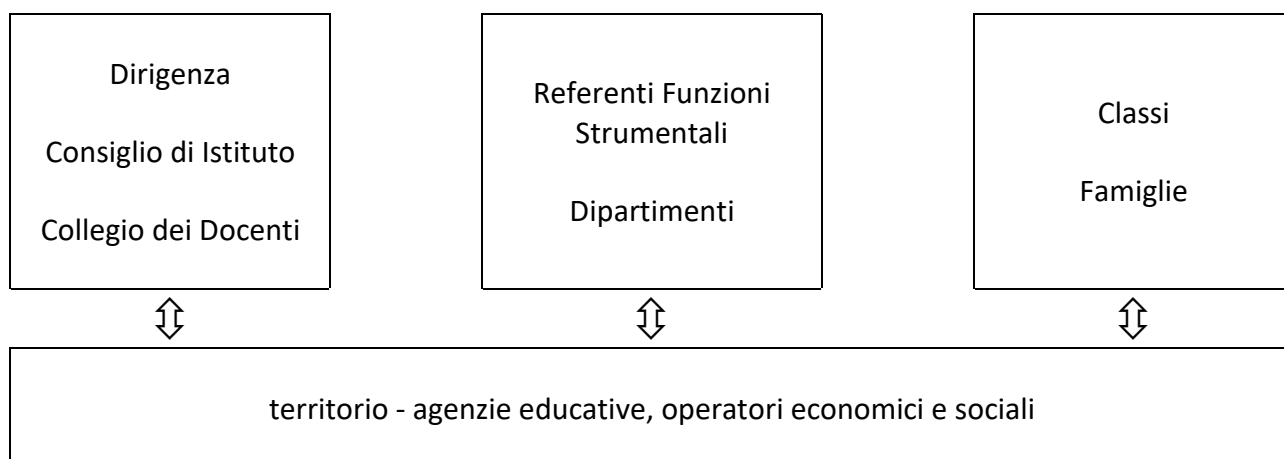 Dirigenza
Consiglio di Istituto
Collegio dei Docenti
Referenti Funzioni
Strumentali
Dipartimenti
Classi
Famiglie
territorio - agenzie educative, operatori economici e sociali